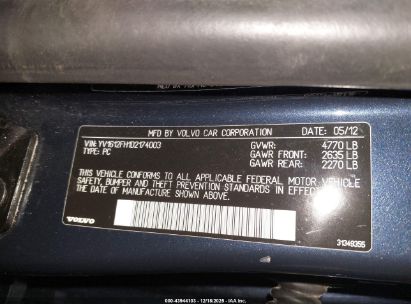 MFD BY VOLVO CAR CORPORATION DATE: 05/12
VIN: YV1612FH1D2174003 GVWR: 4770 LB
TYPE: PC GAWR FRONT: 2635 LB
GAWR REAR: 2270 LB
THIS VEHICLE CONFORMS TO ALL APPLICABLE FEDERAL MOTOR VEHICLE
SAFETY, BUMPER AND THEFT PREVENTION STANDARDS IN EFFECT ON
THE DATE OF MANUFACTURE SHOWN ABOVE.
VOLVO
31349355
000-43944103 - 12/18/2025 - IAAI, Inc.